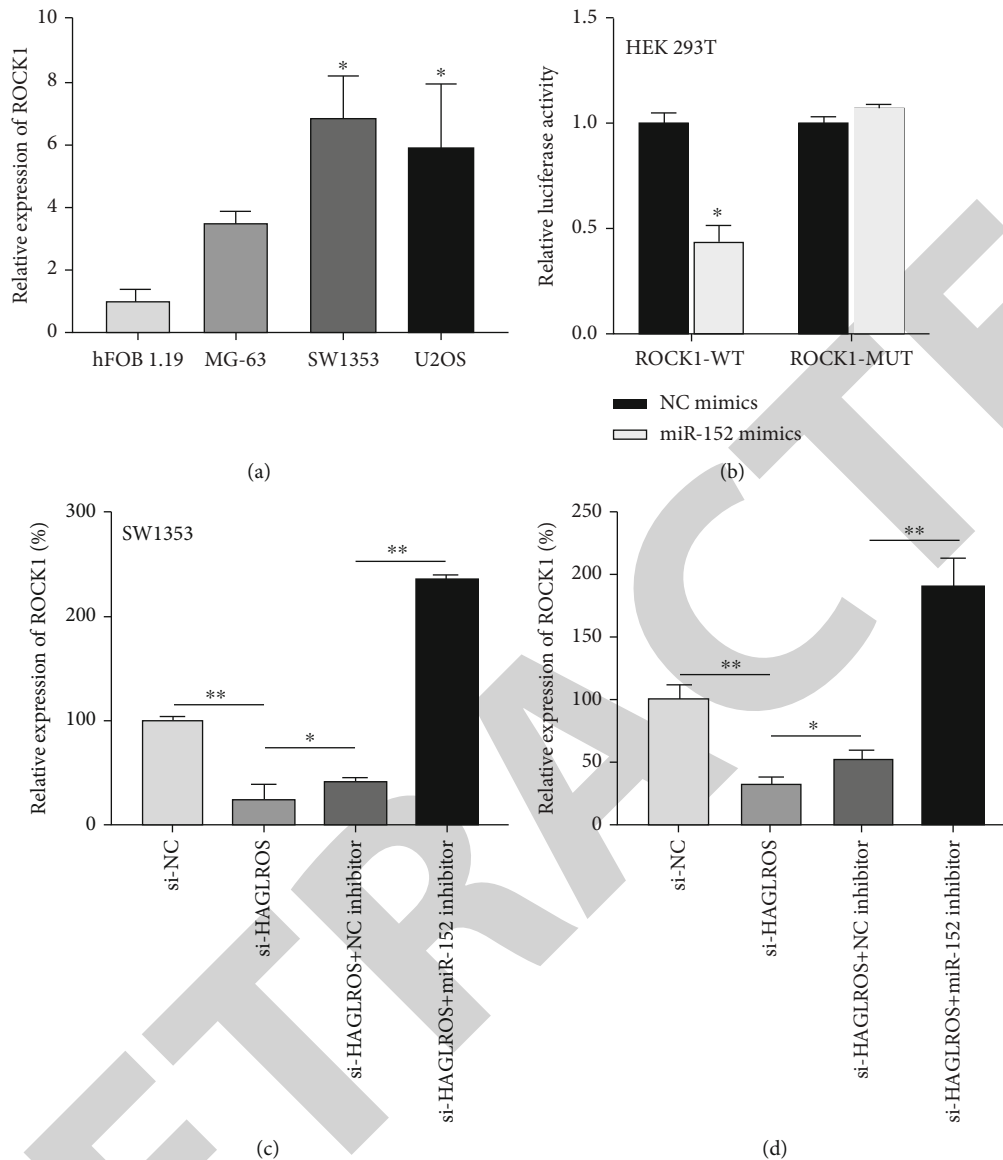 10
8
6
4
2
0
Relative expression of ROCK1
*
*
hFOB 1.19
MG-63
SW1353
U2OS
(a)
1.5
1.0
0.5
0.0
Relative luciferase activity
HEK 293T
*
ROCK1-WT
ROCK1-MUT
NC mimics
miR-152 mimics
(b)
300
200
100
0
Relative expression of ROCK1 (%)
SW1353
**
*
**
si-NC
si-HAGLROS
si-HAGLROS+NC inhibitor
si-HAGLROS+miR-152 inhibitor
(c)
250
200
150
100
50
0
Relative expression of ROCK1 (%)
**
*
**
si-NC
si-HAGLROS
si-HAGLROS+NC inhibitor
si-HAGLROS+miR-152 inhibitor
(d)
ETRACTE